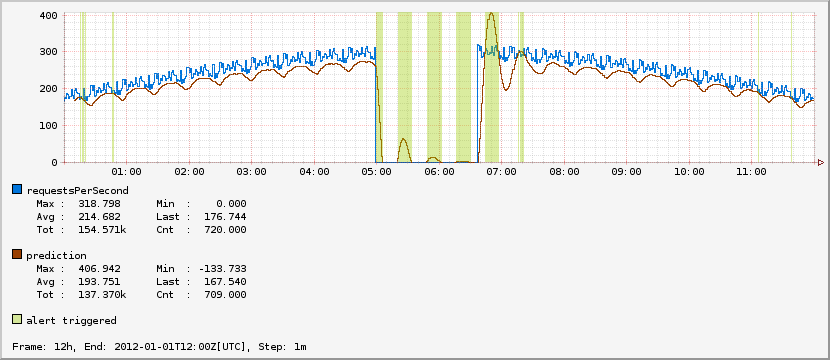 400
300
200
100
0
01:00 02:00 03:00 04:00 05:00 06:00 07:00 08:00 09:00 10:00 11:00
requestsPerSecond
Max : 318.798 Min : 0.000
Avg : 214.682 Last : 176.744
Tot : 154.571k Cnt : 720.000
prediction
Max : 406.942 Min : -133.733
Avg : 193.751 Last : 167.540
Tot : 137.370k Cnt : 709.000
alert triggered
Frame: 12h, End: 2012-01-01T12:00Z[UTC], Step: 1m